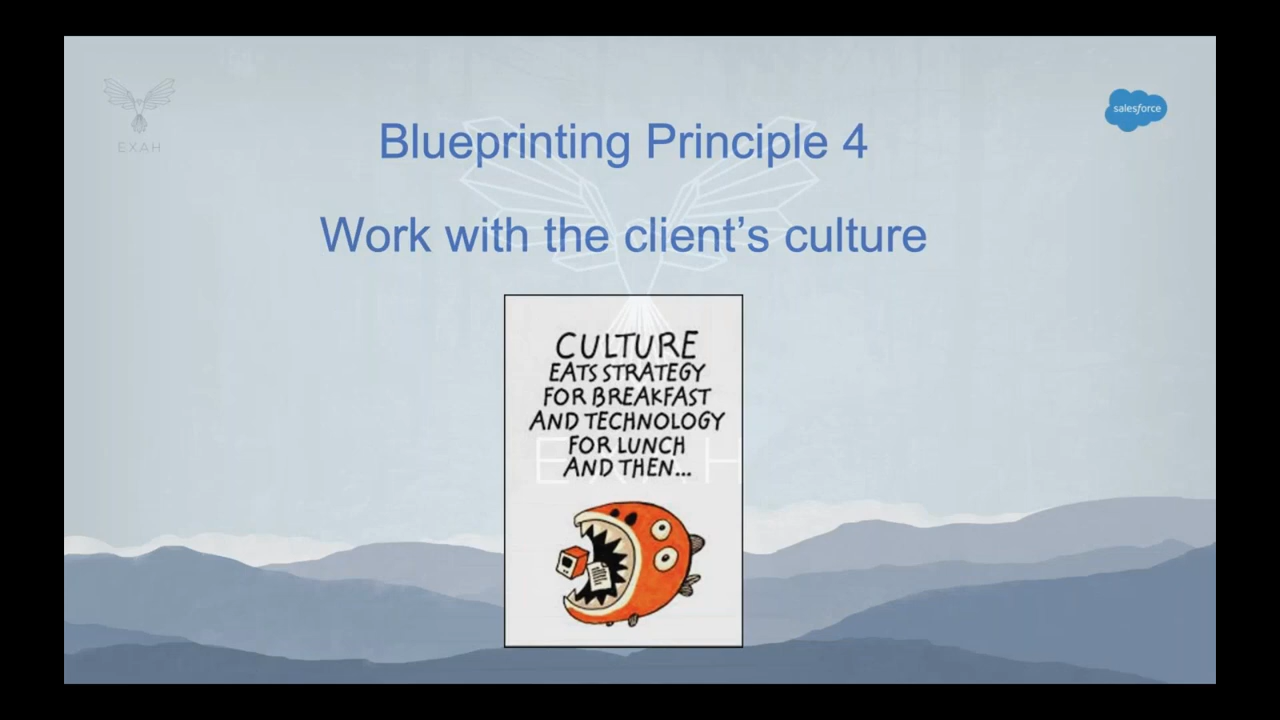 EXAH
salesforce
Blueprinting Principle 4
Work with the client's culture
CULTURE
EATS STRATEGY
FOR BREAKFAST
AND TECHNOLOGY
FOR LUNCH
AND THEN...
EXAH